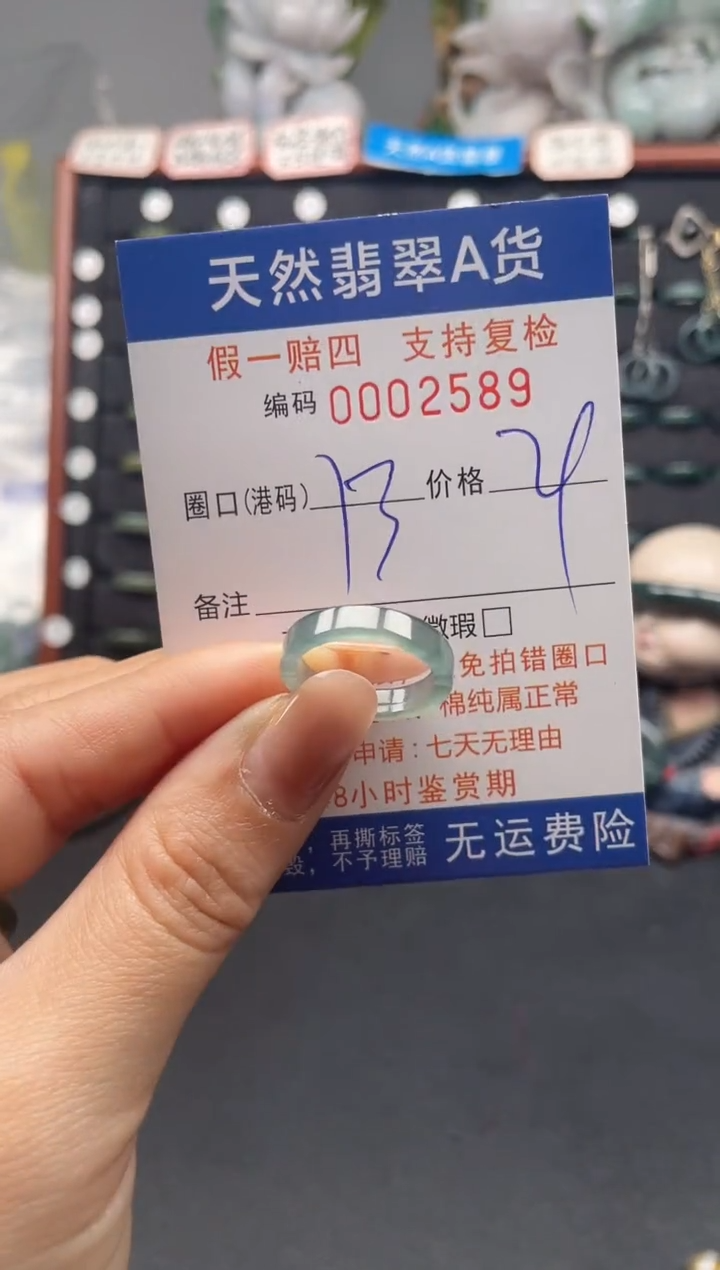 天然翡翠A货
假一赔四 支持复检
编码 0002589
圈口(港码) 13 价格
备注
微瑕□
免拍错圈口
棉纯属正常
申请：七天无理由
8小时鉴赏期
，再撕标签
毁，不予理赔
无运费险